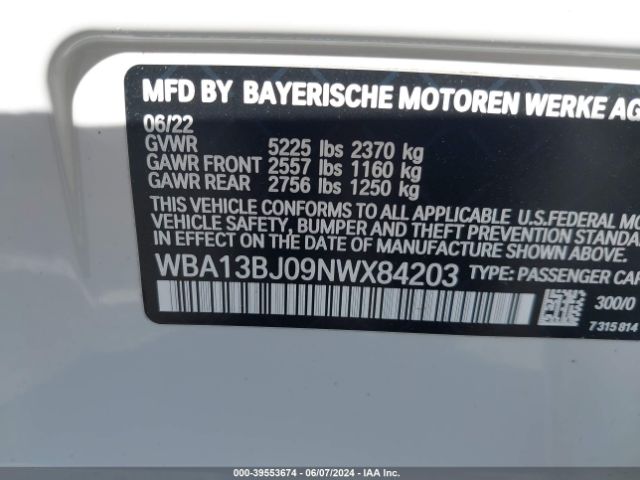 MFD BY BAYERISCHE MOTOREN WERKE AG
06/22
GVWR 5225 lbs 2370 kg
GAWR FRONT 2557 lbs 1160 kg
GAWR REAR 2756 lbs 1250 kg
THIS VEHICLE CONFORMS TO ALL APPLICABLE U.S.FEDERAL
VEHICLE SAFETY, BUMPER AND THEFT PREVENTION
IN EFFECT ON THE DATE OF MANUFACTURE SHOWN ABOVE.
WBA13BJ09NWX84203 TYPE: PASSENGER CAR
300/0
7 315 814
000-39553674 | 06/07/2024 - IAA Inc.